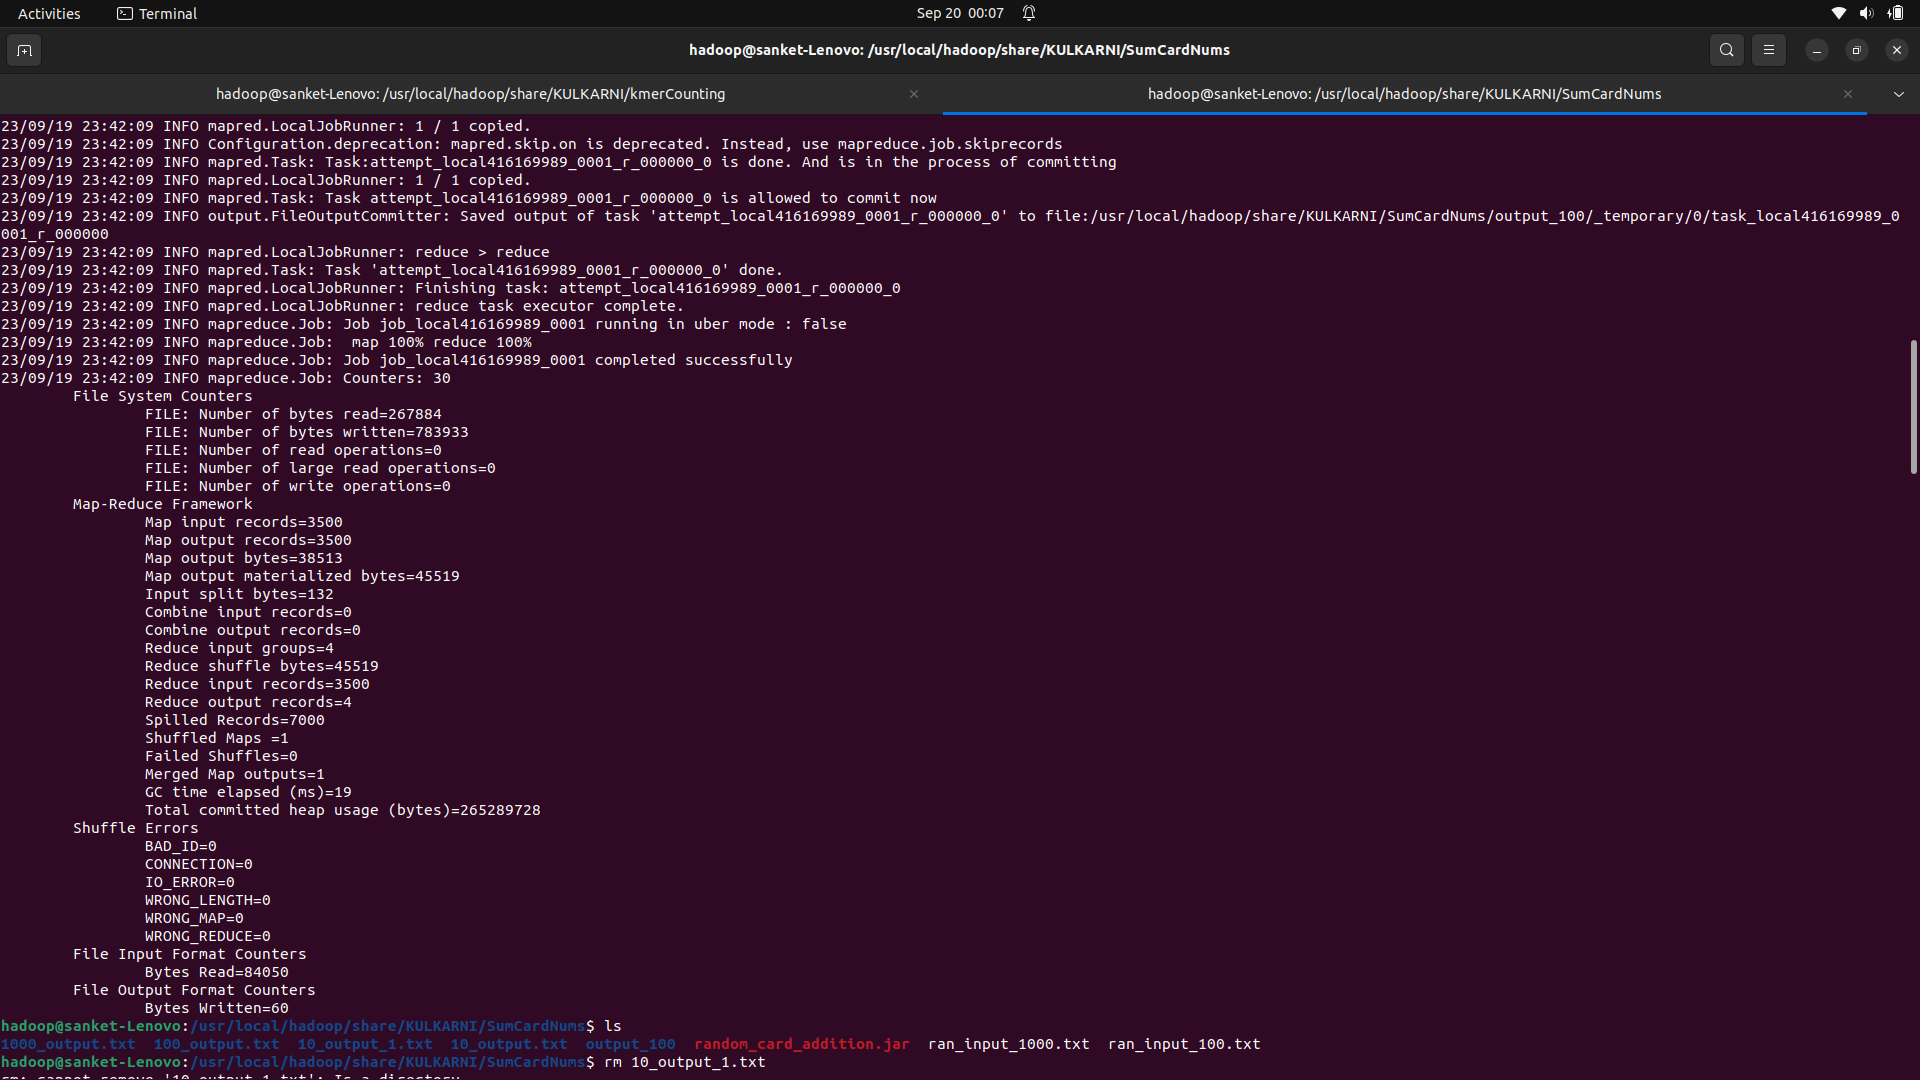 Activities Terminal Sep 20 00:07
hadoop@sanket-Lenovo: /usr/local/hadoop/share/KULKARNI/SumCardNums
hadoop@sanket-Lenovo: /usr/local/hadoop/share/KULKARNI/kmerCounting hadoop@sanket-Lenovo: /usr/local/hadoop/share/KULKARNI/SumCardNums
23/09/19 23:42:09 INFO mapred.LocalJobRunner: 1 / 1 copied.
23/09/19 23:42:09 INFO Configuration.deprecation: mapred.skip.on is deprecated. Instead, use mapreduce.job.skiprecords
23/09/19 23:42:09 INFO mapred.Task: Task:attempt_local416169989_0001_r_000000_0 is done. And is in the process of committing
23/09/19 23:42:09 INFO mapred.LocalJobRunner: 1 / 1 copied.
23/09/19 23:42:09 INFO mapred.Task: Task attempt_local416169989_0001_r_000000_0 is allowed to commit now
23/09/19 23:42:09 INFO output.FileOutputCommitter: Saved output of task 'attempt_local416169989_0001_r_000000_0' to file:/usr/local/hadoop/share/KULKARNI/SumCardNums/output_100/_temporary/0/task_local416169989_0
001_r_000000
23/09/19 23:42:09 INFO mapred.LocalJobRunner: reduce > reduce
23/09/19 23:42:09 INFO mapred.Task: Task 'attempt_local416169989_0001_r_000000_0' done.
23/09/19 23:42:09 INFO mapred.LocalJobRunner: Finishing task: attempt_local416169989_0001_r_000000_0
23/09/19 23:42:09 INFO mapred.LocalJobRunner: reduce task executor complete.
23/09/19 23:42:09 INFO mapreduce.Job: Job job_local416169989_0001 running in uber mode : false
23/09/19 23:42:09 INFO mapreduce.Job:  map 100% reduce 100%
23/09/19 23:42:09 INFO mapreduce.Job: Job job_local416169989_0001 completed successfully
23/09/19 23:42:09 INFO mapreduce.Job: Counters: 30
File System Counters
FILE: Number of bytes read=267884
FILE: Number of bytes written=783933
FILE: Number of read operations=0
FILE: Number of large read operations=0
FILE: Number of write operations=0
Map-Reduce Framework
Map input records=3500
Map output records=3500
Map output bytes=38513
Map output materialized bytes=45519
Input split bytes=132
Combine input records=0
Combine output records=0
Reduce input groups=4
Reduce shuffle bytes=45519
Reduce input records=3500
Reduce output records=4
Spilled Records=7000
Shuffled Maps =1
Failed Shuffles=0
Merged Map outputs=1
GC time elapsed (ms)=19
Total committed heap usage (bytes)=265289728
Shuffle Errors
BAD_ID=0
CONNECTION=0
IO_ERROR=0
WRONG_LENGTH=0
WRONG_MAP=0
WRONG_REDUCE=0
File Input Format Counters
Bytes Read=84050
File Output Format Counters
Bytes Written=60
hadoop@sanket-Lenovo:/usr/local/hadoop/share/KULKARNI/SumCardNums$ ls
1000_output.txt  100_output.txt  10_output_1.txt  10_output.txt  output_100  random_card_addition.jar  ran_input_1000.txt  ran_input_100.txt
hadoop@sanket-Lenovo:/usr/local/hadoop/share/KULKARNI/SumCardNums$ rm 10_output_1.txt
rm: cannot remove '10_output_1.txt': Is a directory